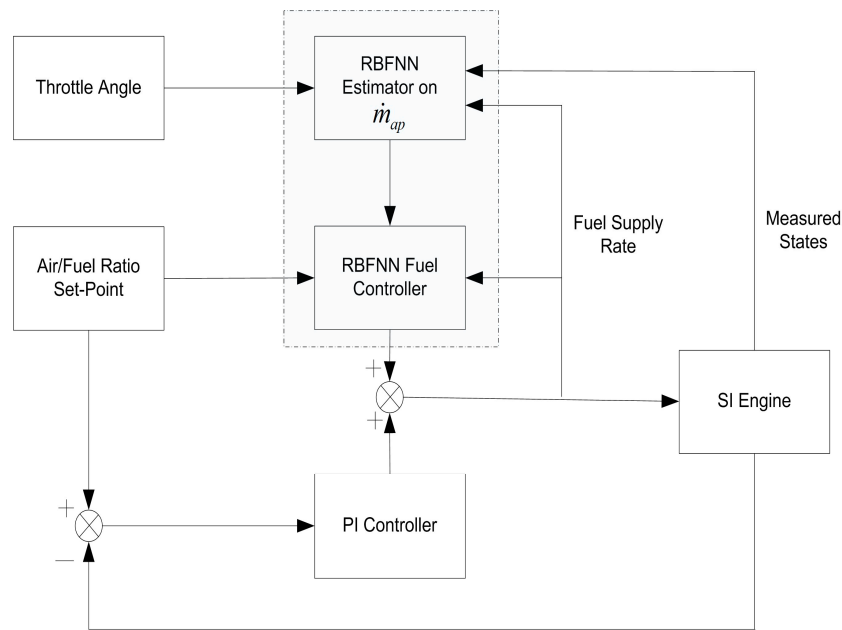 Throttle Angle
RBFNN
Estimator on
ṁ_ap
Air/Fuel Ratio
Set-Point
RBFNN Fuel
Controller
Fuel Supply
Rate
Measured
States
+
+
SI Engine
+
−
PI Controller